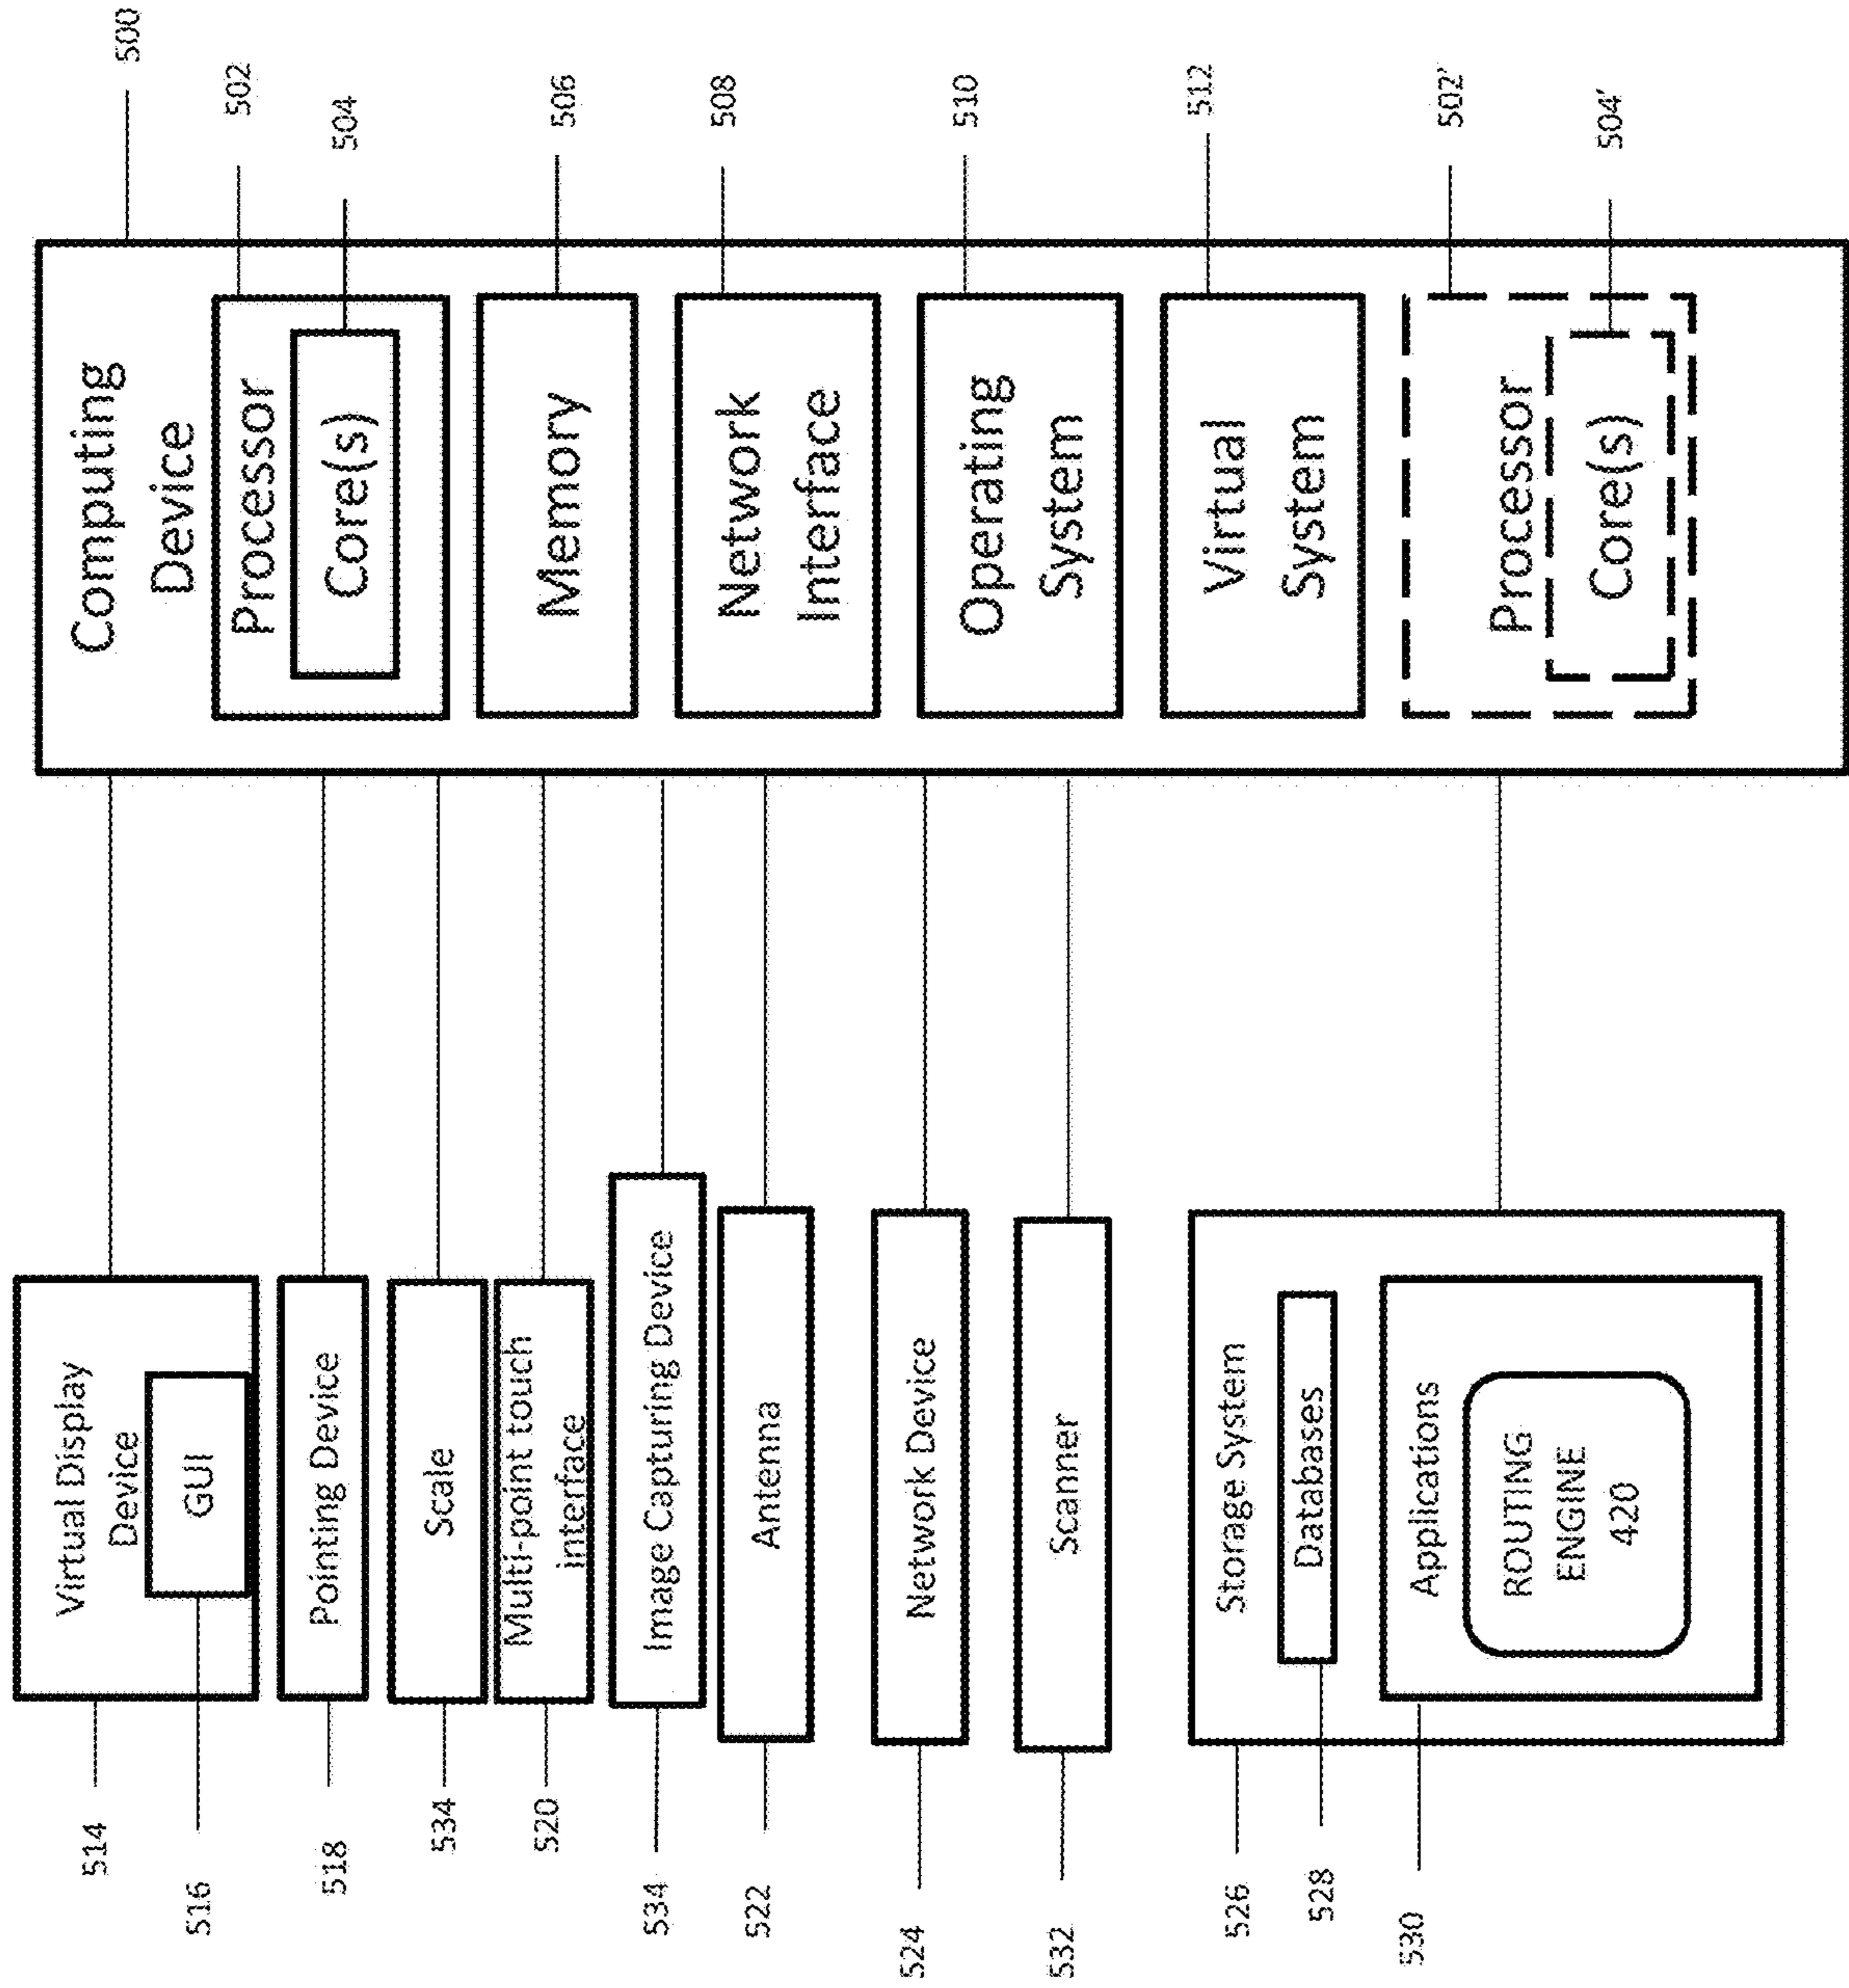 514
Virtual Display
Device
516
GUI
518
Pointing Device
534
Scale
520
Multi-point touch
interface
534
Image Capturing Device
522
Antenna
524
Network Device
532
Scanner
526
Storage System
528
Databases
530
Applications
ROUTING
ENGINE
420
500
Computing
Device
502
Processor
504
Core(s)
506
Memory
508
Network
Interface
510
Operating
System
512
Virtual
System
502'
Processor
504'
Core(s)